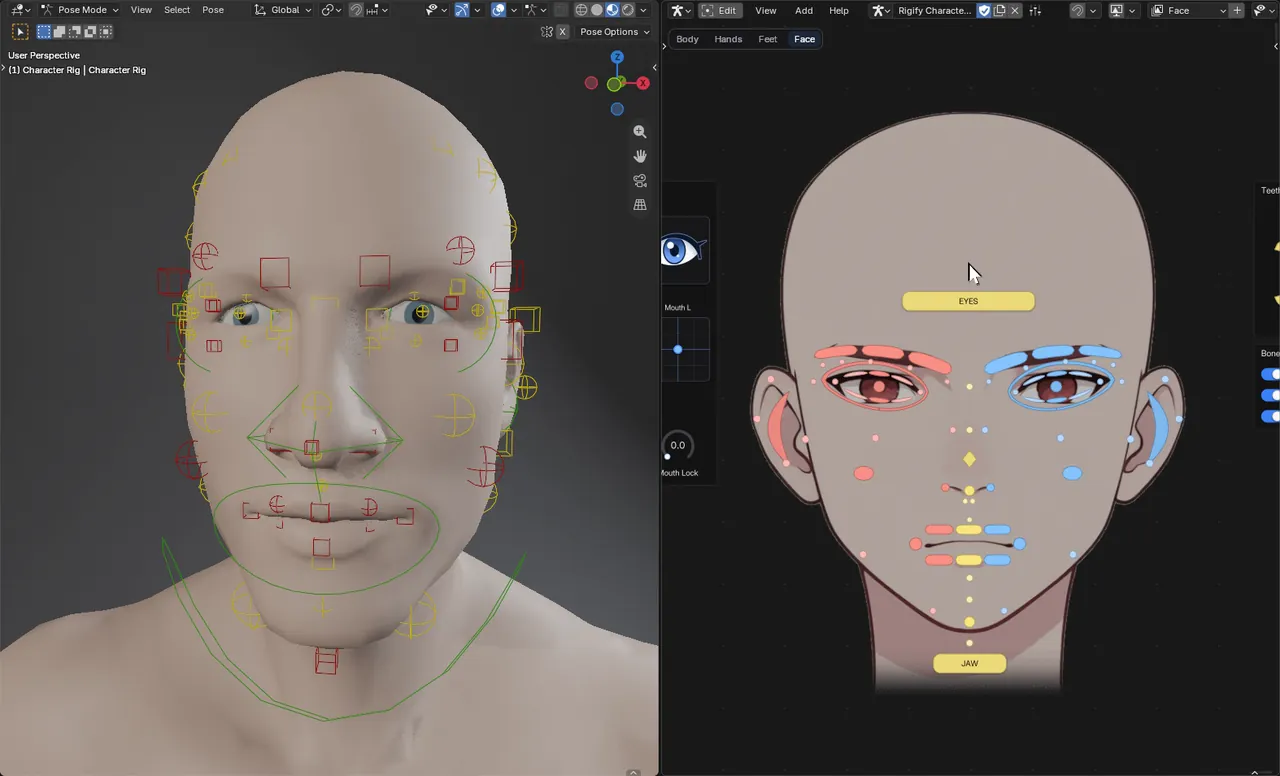 Pose Mode View Select Pose Global
Pose Options
X
User Perspective
(1) Character Rig | Character Rig
Z
X
Edit View Add Help Rigify Characte... Face
Body Hands Feet Face
EYES
Mouth L
0.0
Mouth Lock
JAW
Teet
Bone